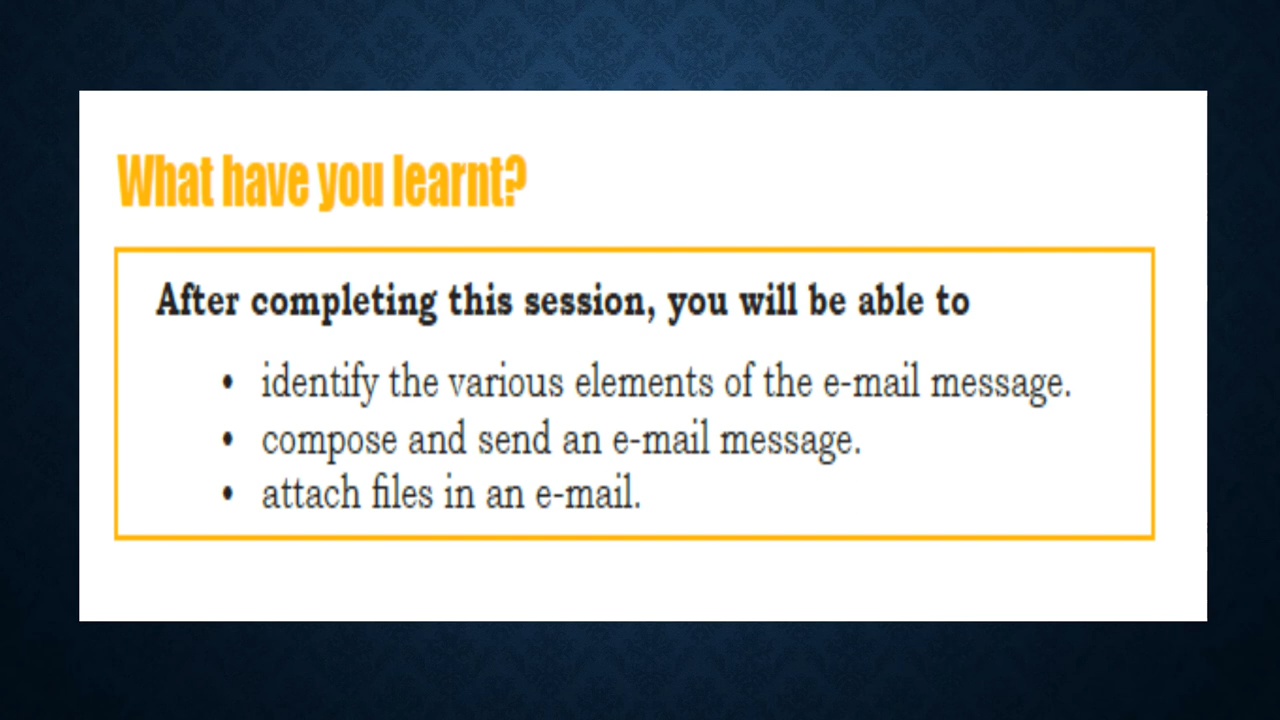 What have you learnt?
After completing this session, you will be able to
• identify the various elements of the e-mail message.
• compose and send an e-mail message.
• attach files in an e-mail.